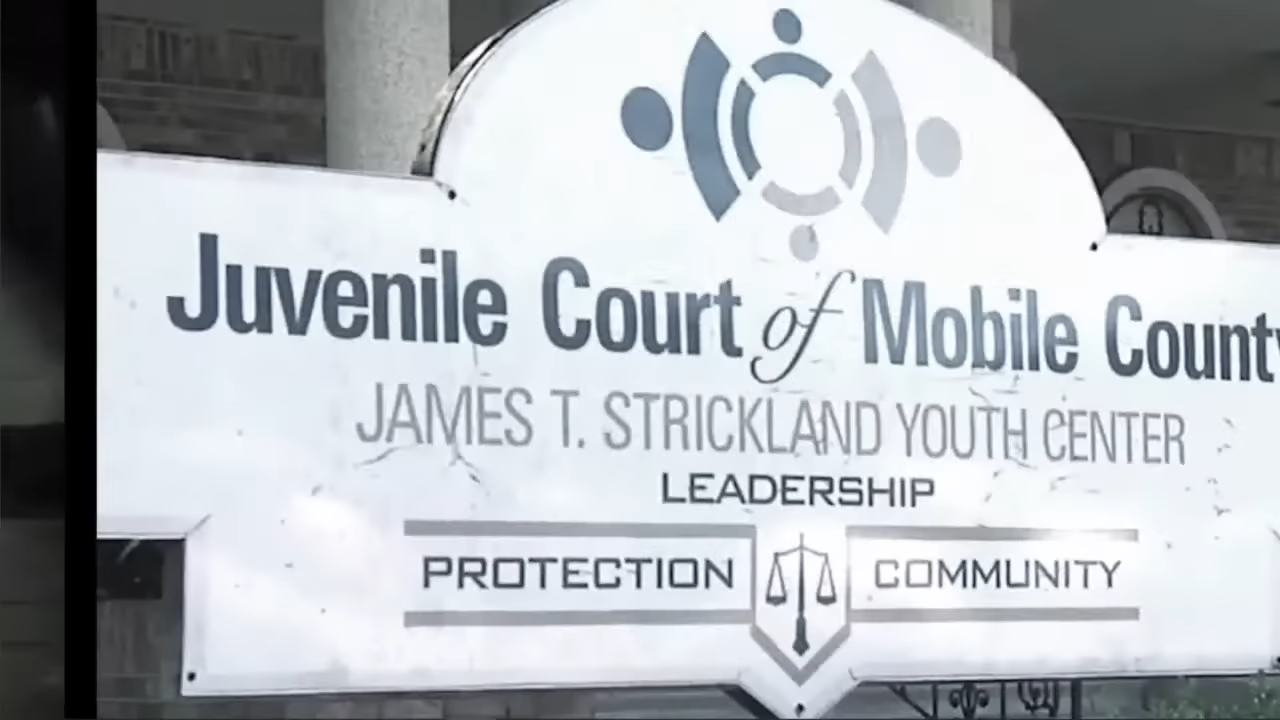 Juvenile Court of Mobile County
JAMES T. STRICKLAND YOUTH CENTER
LEADERSHIP
PROTECTION COMMUNITY